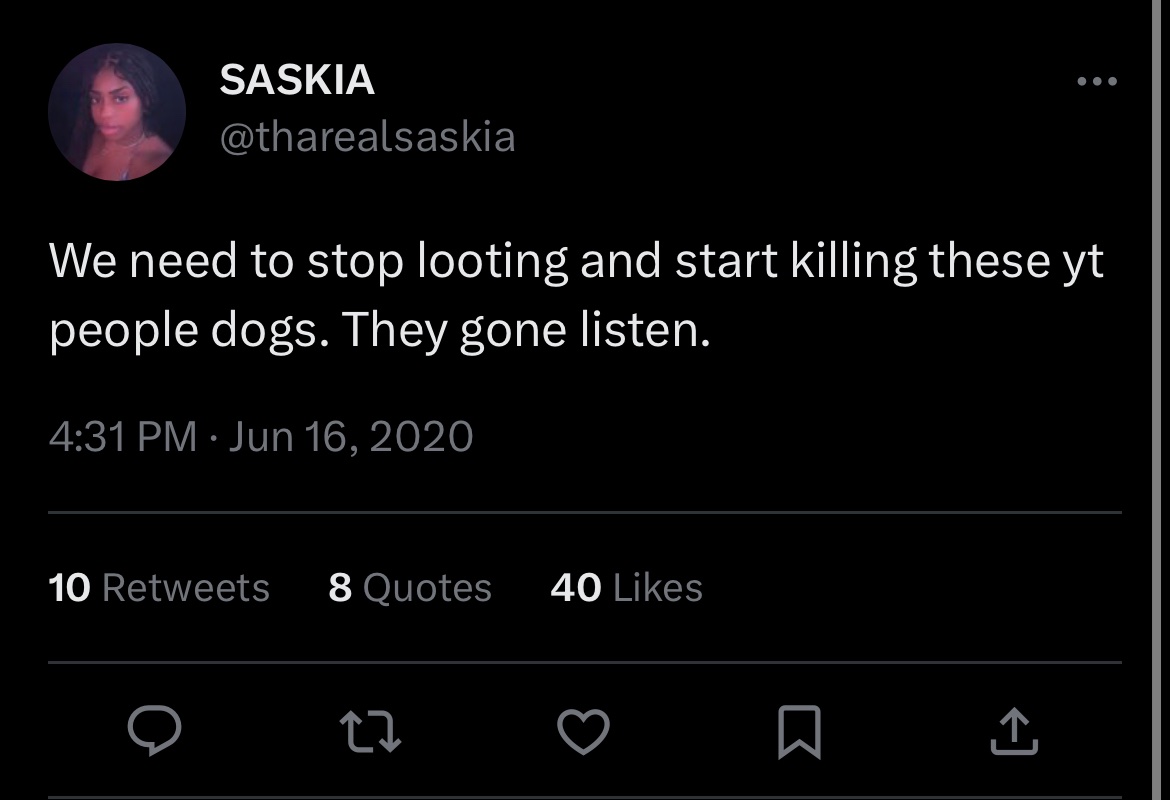 SASKIA
@tharealsaskia
We need to stop looting and start killing these yt
people dogs. They gone listen.
4:31 PM · Jun 16, 2020
10 Retweets 8 Quotes 40 Likes